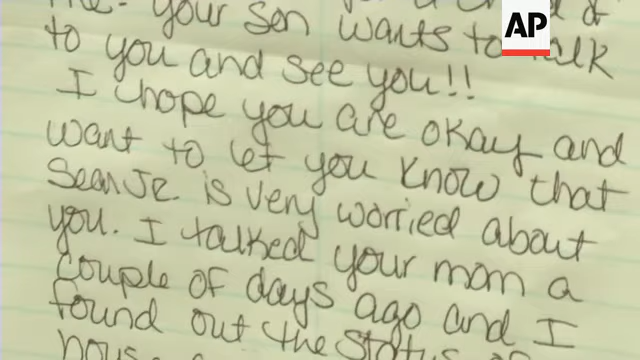 your son wants to talk
to you and see you!!
I hope you are okay and
want to let you know that
Sean Jr. is very worried about
you. I talked your mom a
couple of days ago and I
found out the status
AP